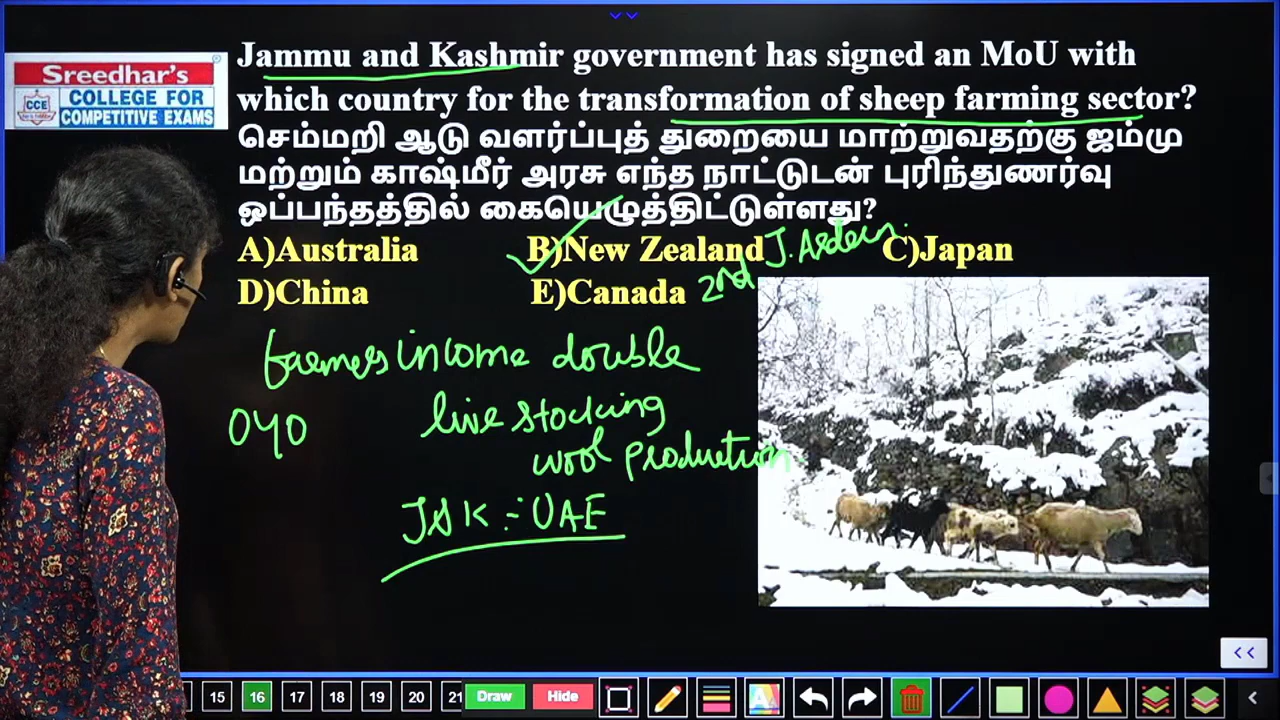 Sreedhar's
CCE
COLLEGE FOR
COMPETITIVE EXAMS
Jammu and Kashmir government has signed an MoU with
which country for the transformation of sheep farming sector?
செம்மறி ஆடு வளர்ப்புத் துறையை மாற்றுவதற்கு ஜம்மு
மற்றும் காஷ்மீர் அரசு எந்த நாட்டுடன் புரிந்துணர்வு
ஒப்பந்தத்தில் கையெழுத்திட்டுள்ளது?
A)Australia B)New Zealand J. Ardern. C)Japan
D)China E)Canada 2nd
farmers income double
OYO live stocking
wool production.
J&K :- UAE
<<
15 16 17 18 19 20 21 Draw Hide